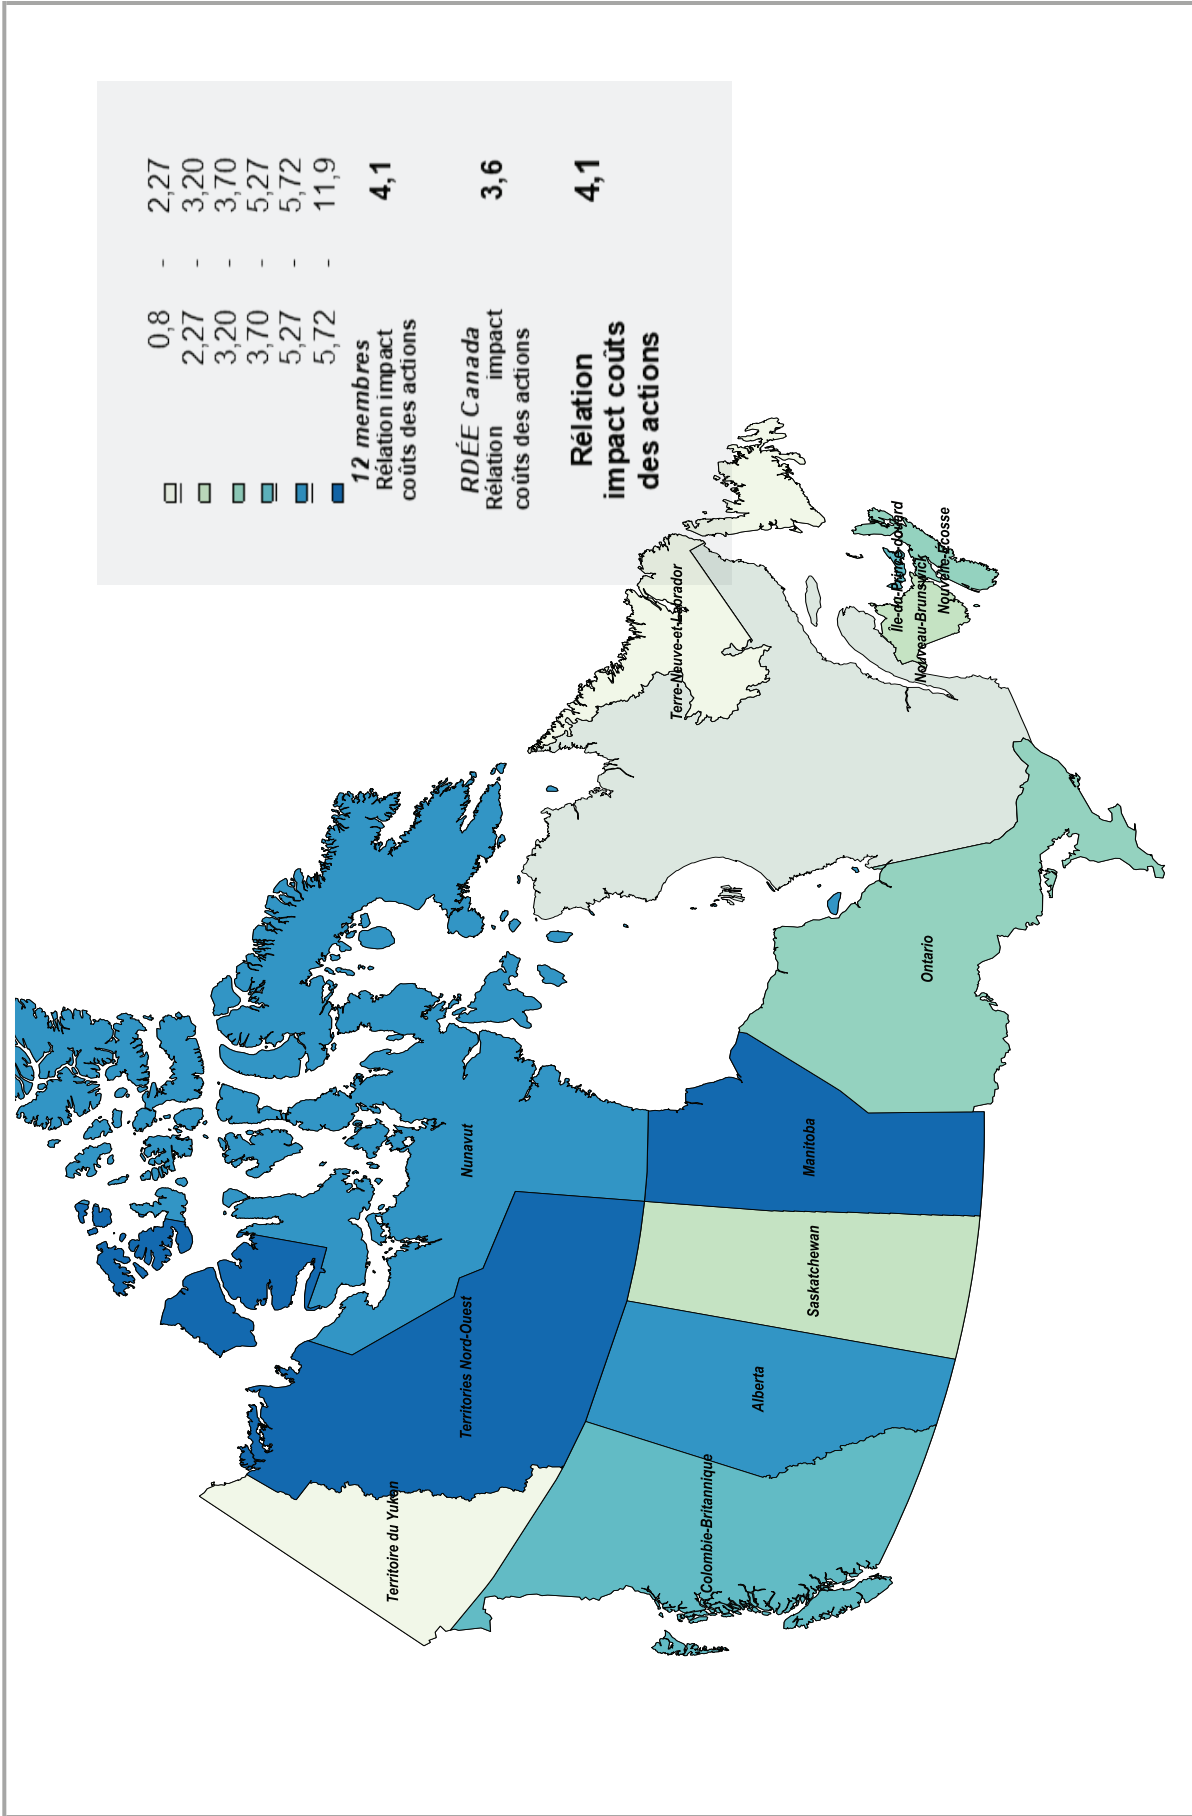 0,8 - 2,27
2,27 - 3,20
3,20 - 3,70
3,70 - 5,27
5,27 - 5,72
5,72 - 11,9
12 membres
Rélation impact
coûts des actions
4,1
RDÉE Canada
Rélation impact
coûts des actions
3,6
Rélation
impact coûts
des actions
4,1
Territoire du Yukon
Territories Nord-Ouest
Nunavut
Terre-Neuve-et-Labrador
Colombie-Britannique
Alberta
Saskatchewan
Manitoba
Ontario
Île-du-Prince-édouard
Nouveau-Brunswick
Nouvelle-Écosse